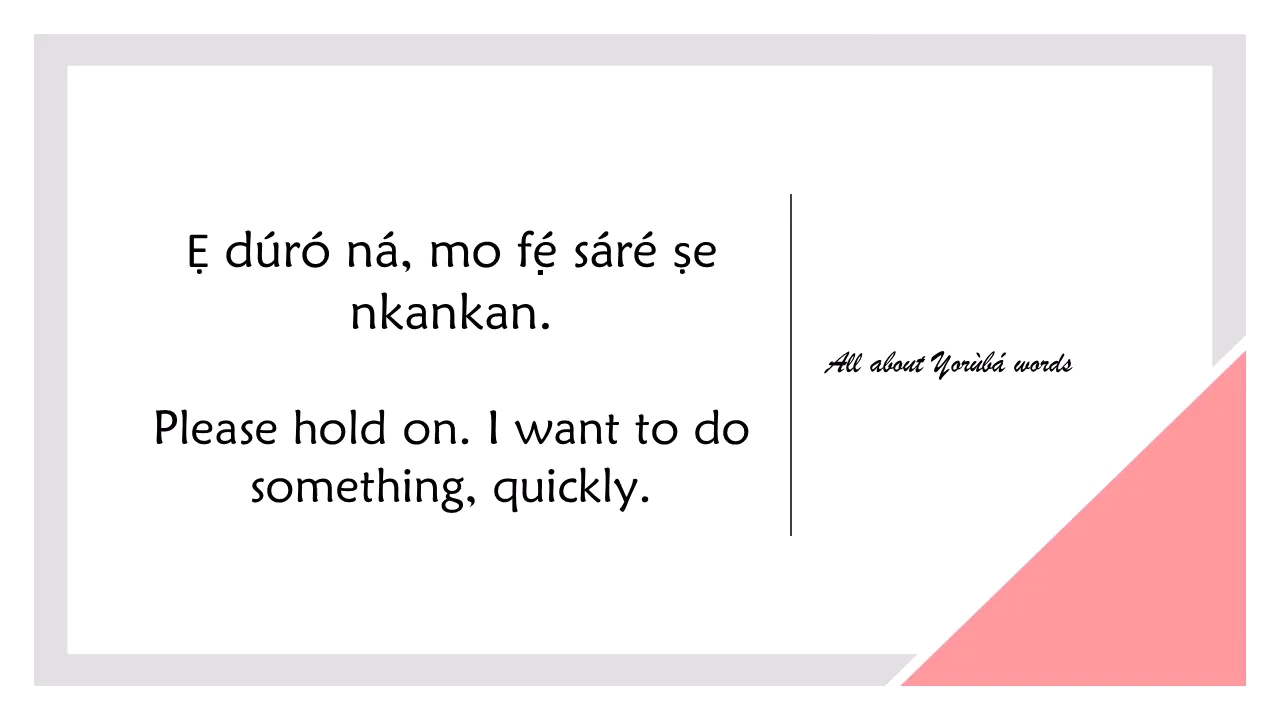 Ẹ dúró ná, mo fẹ́ sáré ṣe
nkankan.
Please hold on. I want to do
something, quickly.
All about Yorùbá words